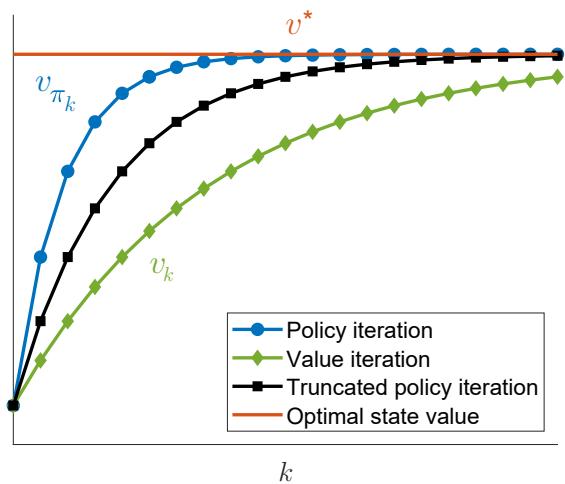 v*
v_{π_k}
v_k
Policy iteration
Value iteration
Truncated policy iteration
Optimal state value
k